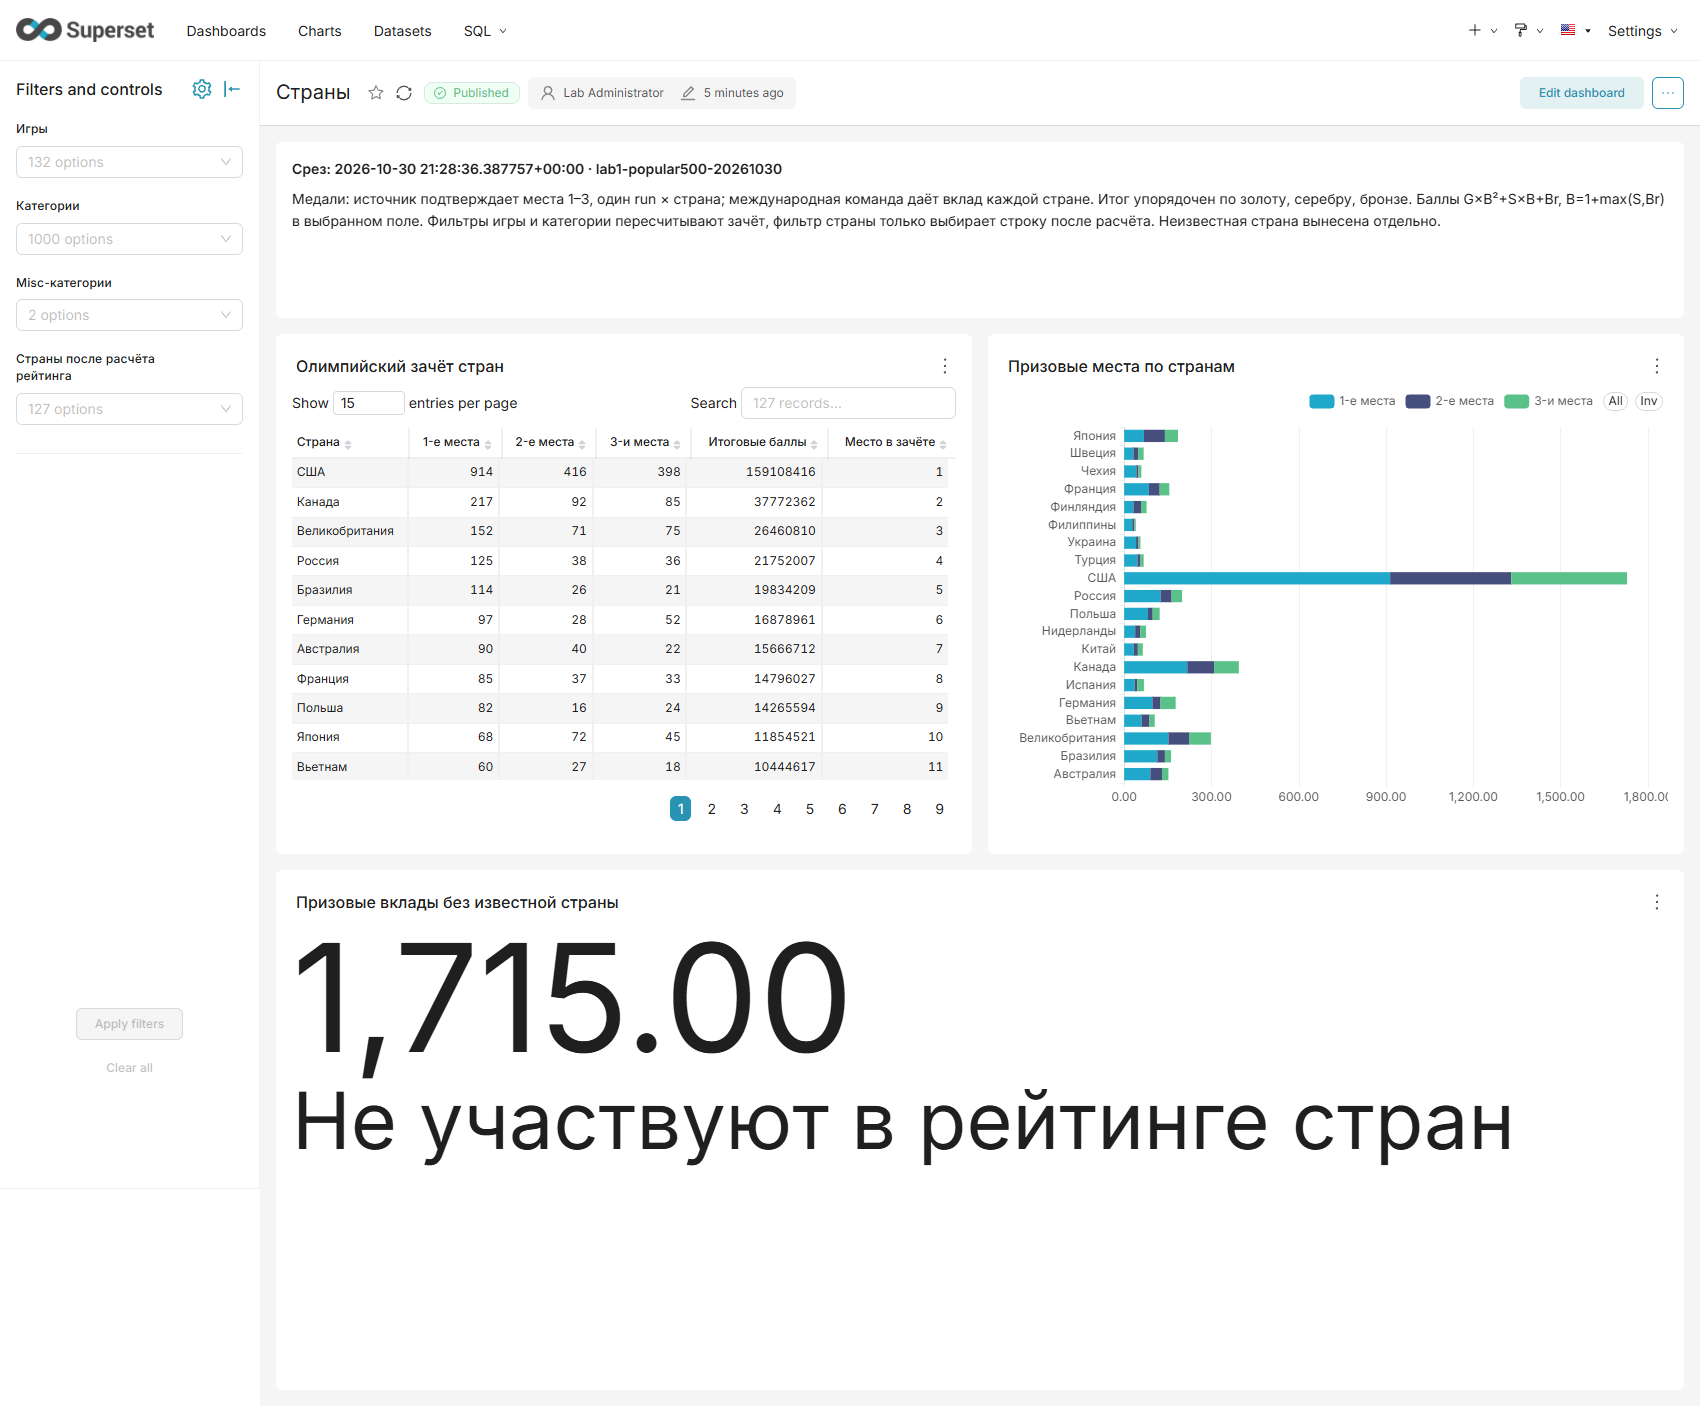 Superset
Dashboards Charts Datasets SQL
Settings
Filters and controls
Игры
132 options
Категории
1000 options
Misc-категории
2 options
Страны после расчёта
рейтинга
127 options
Apply filters
Clear all
Страны Published Lab Administrator 5 minutes ago
Edit dashboard ...
Срез: 2026-10-30 21:28:36.387757+00:00 · lab1-popular500-20261030
Медали: источник подтверждает места 1–3, один run × страна; международная команда даёт вклад каждой стране. Итог упорядочен по золоту, серебру, бронзе. Баллы G×B²+S×B+Br, B=1+max(S,Br)
в выбранном поле. Фильтры игры и категории пересчитывают зачёт, фильтр страны только выбирает строку после расчёта. Неизвестная страна вынесена отдельно.
Олимпийский зачёт стран
Show 15 entries per page
Search 127 records...
Страна 1-е места 2-е места 3-и места Итоговые баллы Место в зачёте
США 914 416 398 159108416 1
Канада 217 92 85 37772362 2
Великобритания 152 71 75 26460810 3
Россия 125 38 36 21752007 4
Бразилия 114 26 21 19834209 5
Германия 97 28 52 16878961 6
Австралия 90 40 22 15666712 7
Франция 85 37 33 14796027 8
Польша 82 16 24 14265594 9
Япония 68 72 45 11854521 10
Вьетнам 60 27 18 10444617 11
1 2 3 4 5 6 7 8 9
Призовые места по странам
1-е места 2-е места 3-и места All Inv
Япония
Швеция
Чехия
Франция
Финляндия
Филиппины
Украина
Турция
США
Россия
Польша
Нидерланды
Китай
Канада
Испания
Германия
Вьетнам
Великобритания
Бразилия
Австралия
0.00 300.00 600.00 900.00 1,200.00 1,500.00 1,800.00
Призовые вклады без известной страны
1,715.00
Не участвуют в рейтинге стран